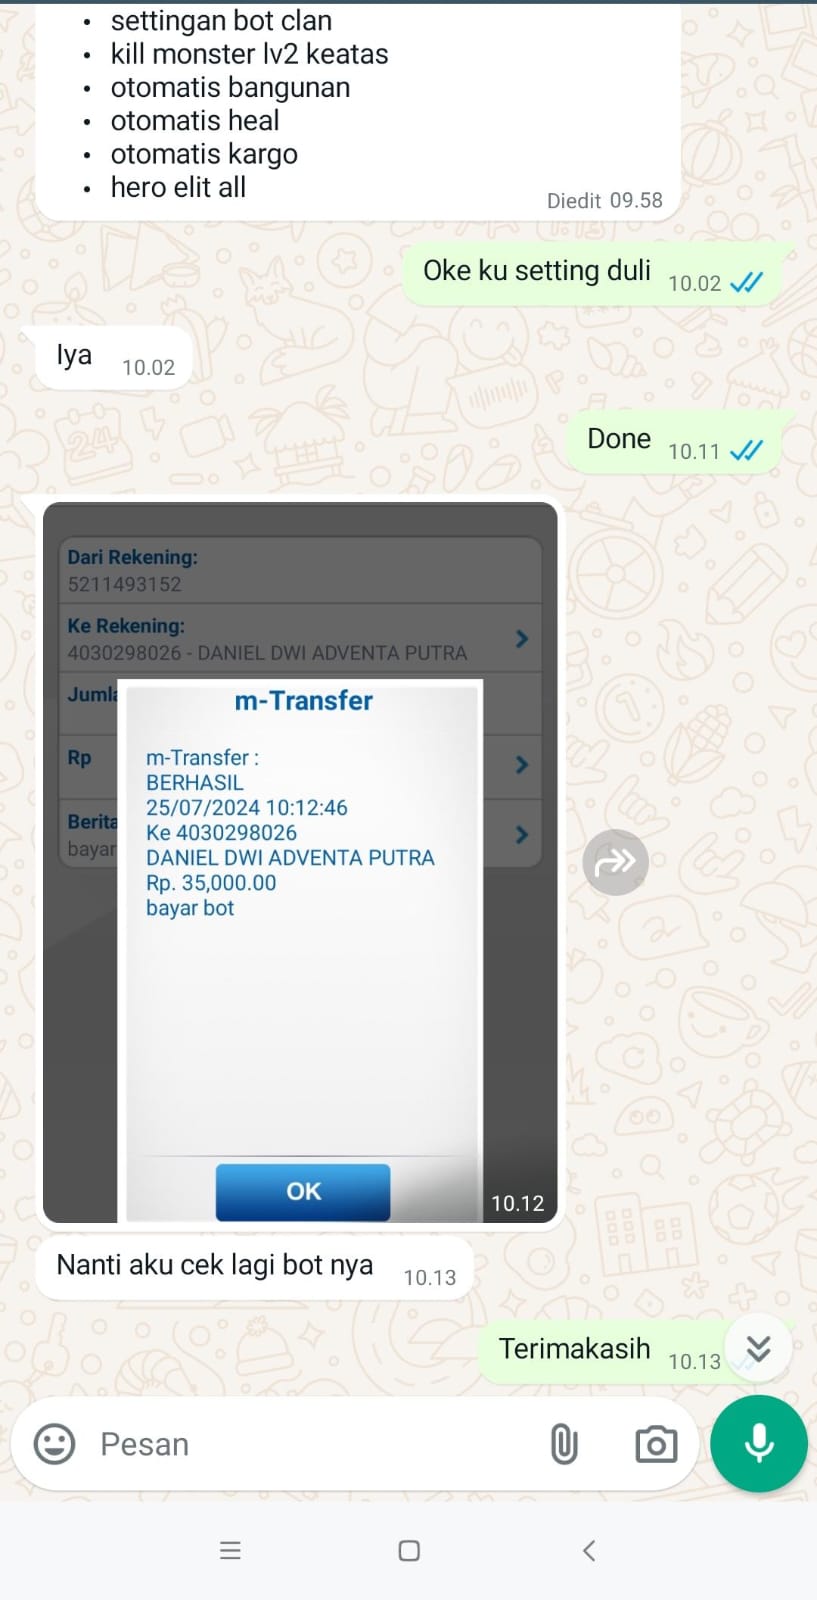 • settingan bot clan
• kill monster lv2 keatas
• otomatis bangunan
• otomatis heal
• otomatis kargo
• hero elit all
Diedit 09.58
Oke ku setting duli 10.02
Iya 10.02
Done 10.11
Dari Rekening:
5211493152
Ke Rekening:
4030298026 - DANIEL DWI ADVENTA PUTRA
Jumla
m-Transfer
Rp
m-Transfer :
BERHASIL
25/07/2024 10:12:46
Berita
Ke 4030298026
bayar
DANIEL DWI ADVENTA PUTRA
Rp. 35,000.00
bayar bot
OK
10.12
Nanti aku cek lagi bot nya 10.13
Terimakasih 10.13
Pesan